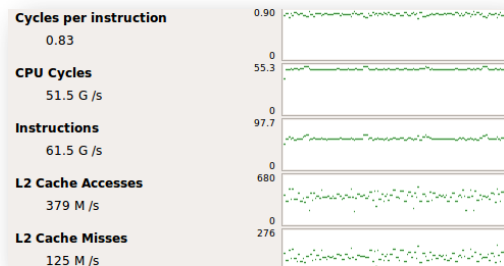 Cycles per instruction
0.90
0.83
0
CPU Cycles
55.3
51.5 G /s
0
Instructions
97.7
61.5 G /s
0
L2 Cache Accesses
680
379 M /s
0
L2 Cache Misses
276
125 M /s